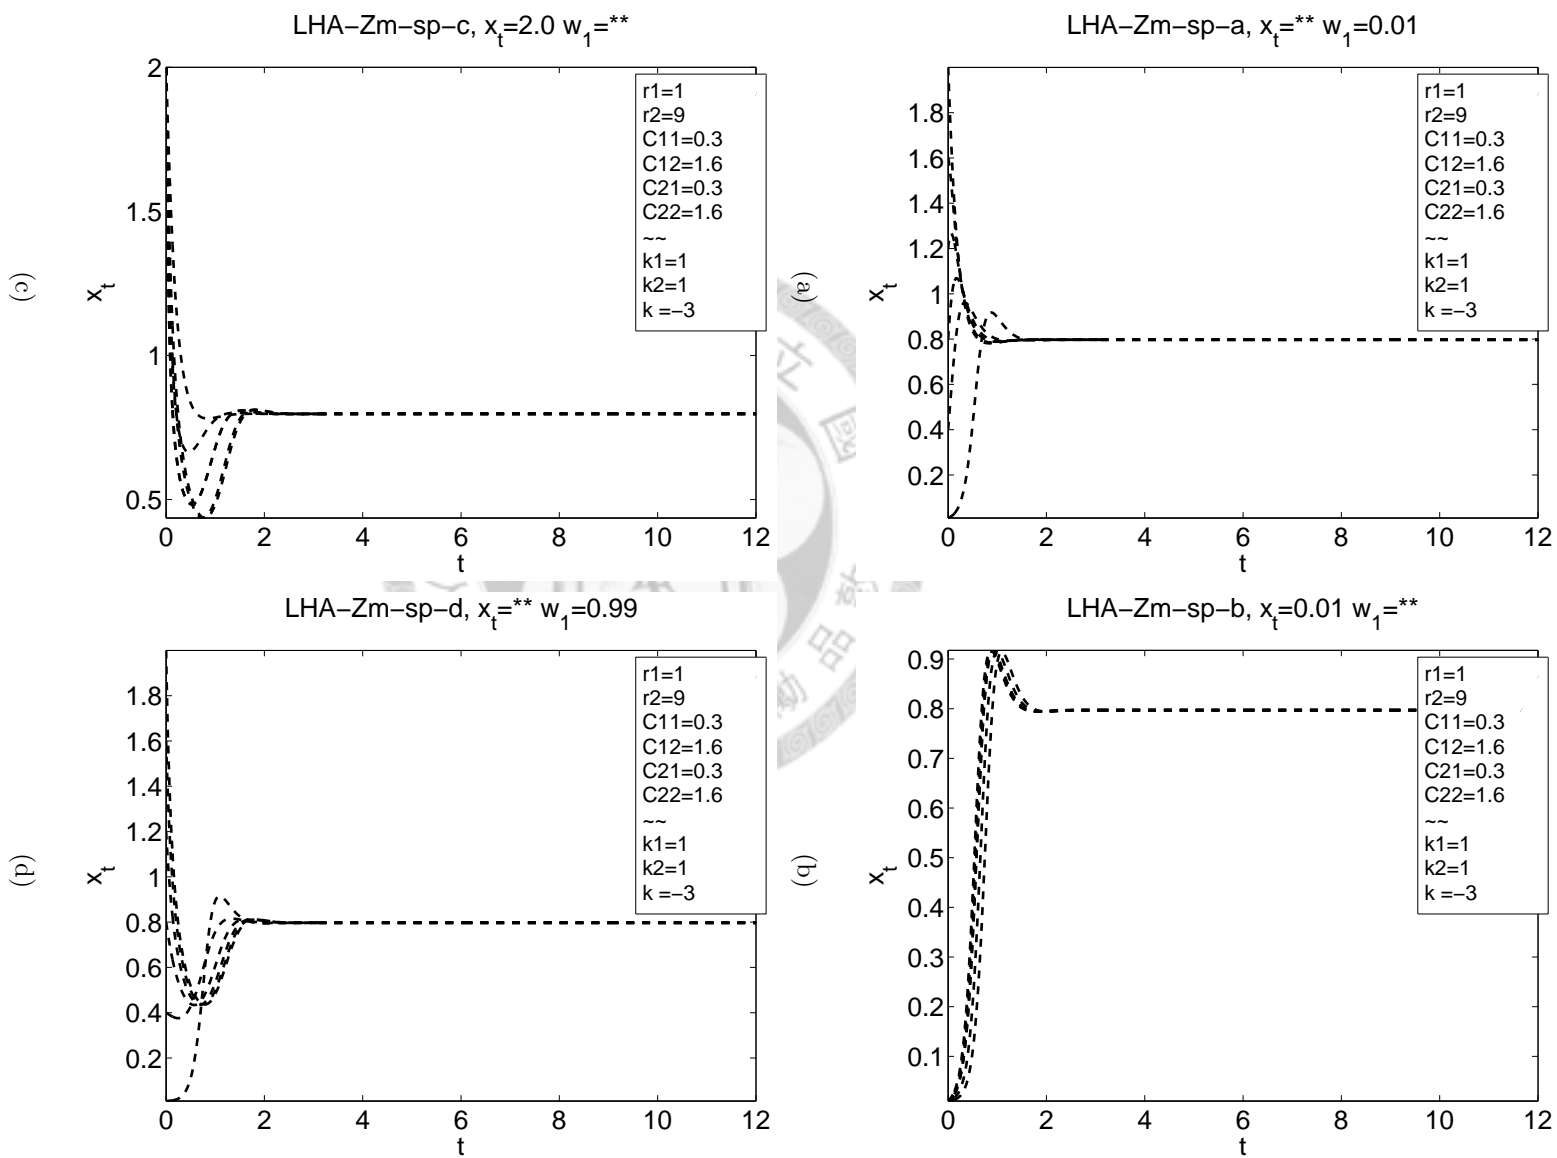 LHA−Zm−sp−c, x_t=2.0 w_1=**
2
1.5
1
0.5
0 2 4 6 8 10 12
t
x_t
(c)
r1=1
r2=9
C11=0.3
C12=1.6
C21=0.3
C22=1.6
~~
k1=1
k2=1
k =−3
LHA−Zm−sp−a, x_t=** w_1=0.01
1.8
1.6
1.4
1.2
1
0.8
0.6
0.4
0.2
0 2 4 6 8 10 12
t
x_t
(a)
r1=1
r2=9
C11=0.3
C12=1.6
C21=0.3
C22=1.6
~~
k1=1
k2=1
k =−3
立
國
乾
品
勵
LHA−Zm−sp−d, x_t=** w_1=0.99
1.8
1.6
1.4
1.2
1
0.8
0.6
0.4
0.2
0 2 4 6 8 10 12
t
x_t
(d)
r1=1
r2=9
C11=0.3
C12=1.6
C21=0.3
C22=1.6
~~
k1=1
k2=1
k =−3
LHA−Zm−sp−b, x_t=0.01 w_1=**
0.9
0.8
0.7
0.6
0.5
0.4
0.3
0.2
0.1
0 2 4 6 8 10 12
t
x_t
(b)
r1=1
r2=9
C11=0.3
C12=1.6
C21=0.3
C22=1.6
~~
k1=1
k2=1
k =−3